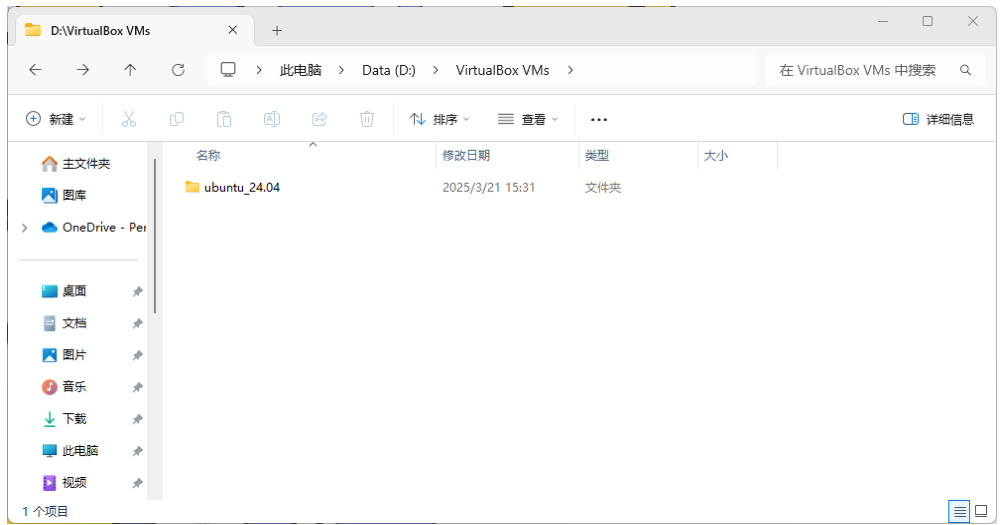 D:\VirtualBox VMs
此电脑 Data (D:) VirtualBox VMs
在 VirtualBox VMs 中搜索
新建 排序 查看 详细信息
名称 修改日期 类型 大小
ubuntu_24.04 2025/3/21 15:31 文件夹
主文件夹
图库
OneDrive - Per
桌面
文档
图片
音乐
下载
此电脑
视频
1 个项目